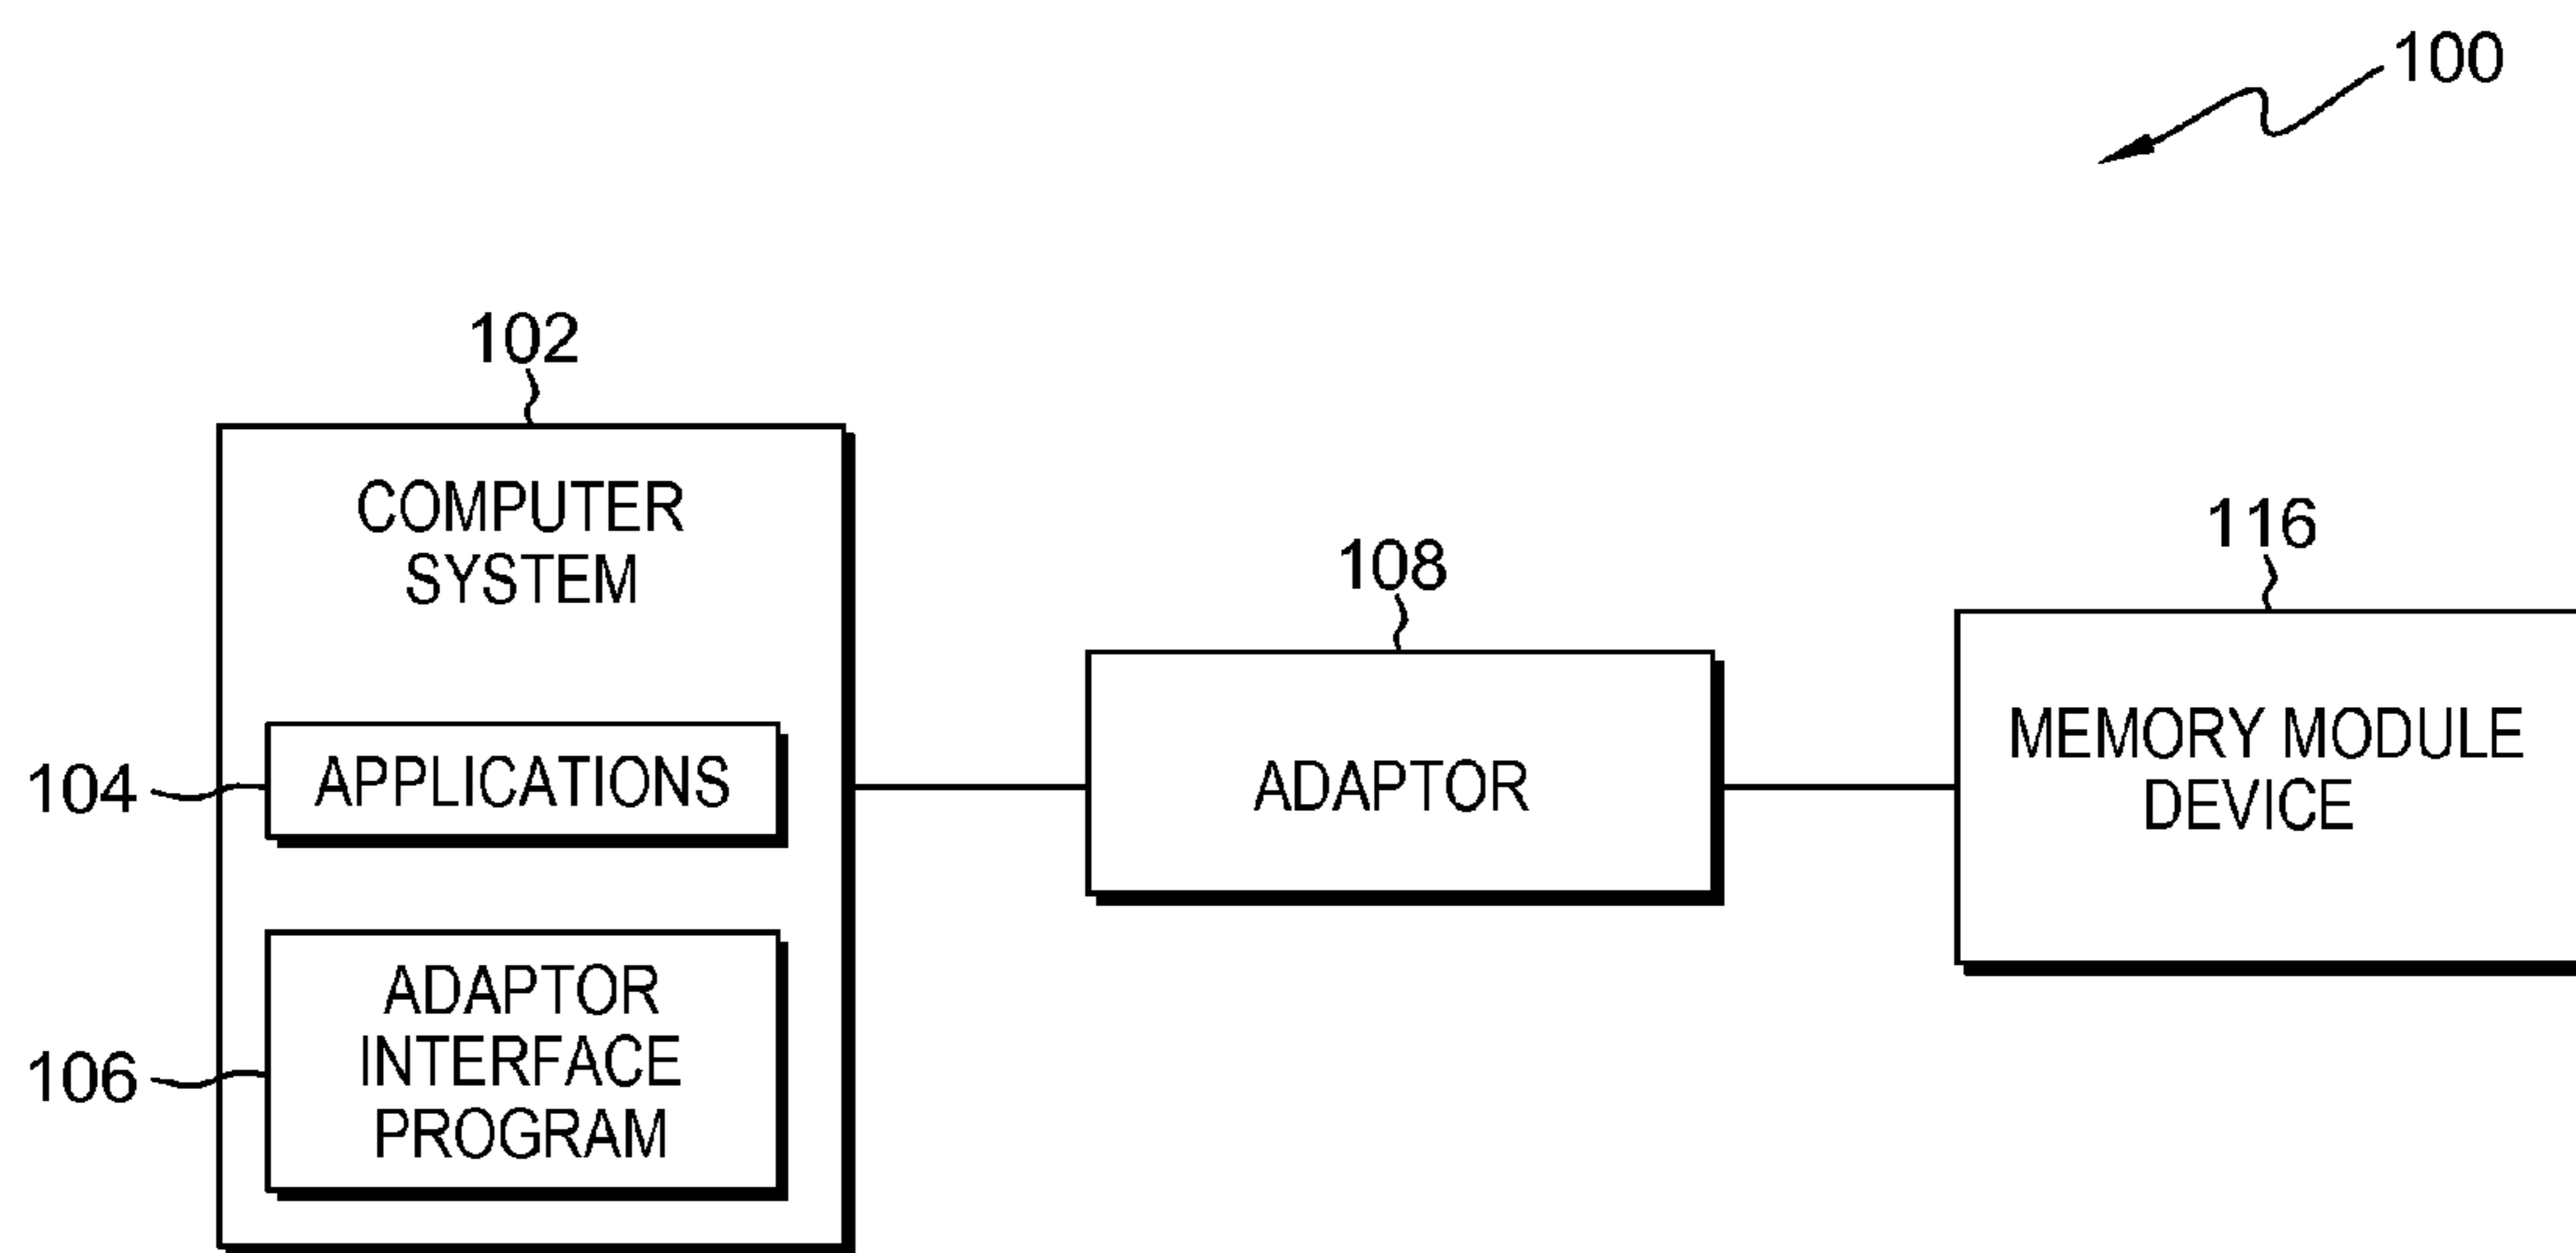 100
102
COMPUTER
SYSTEM
116
108
MEMORY MODULE
DEVICE
104
APPLICATIONS
ADAPTOR
106
ADAPTOR
INTERFACE
PROGRAM